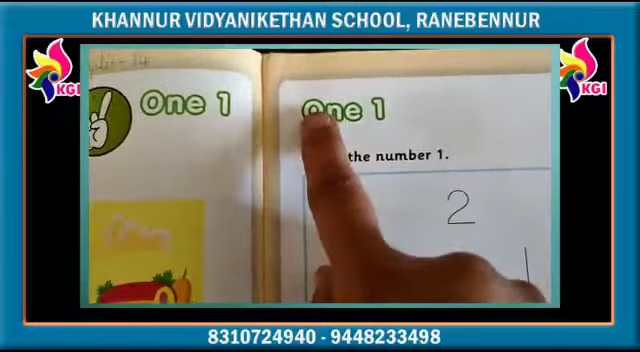 KHANNUR VIDYANIKETHAN SCHOOL, RANEBENNUR
KGI
KGI
One 1
One 1
the number 1.
2
8310724940 - 9448233498